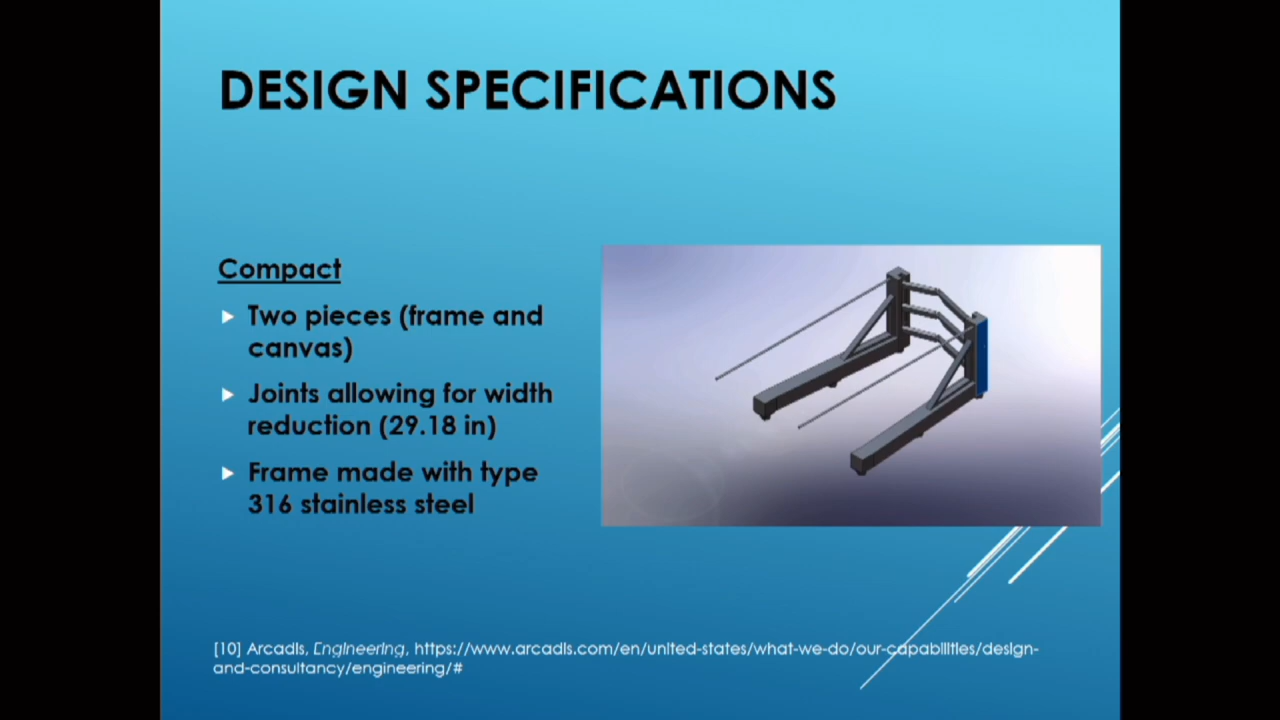 DESIGN SPECIFICATIONS
Compact
Two pieces (frame and
canvas)
Joints allowing for width
reduction (29.18 in)
Frame made with type
316 stainless steel
[10] Arcadis, Engineering, https://www.arcadis.com/en/united-states/what-we-do/our-capabilities/design-
and-consultancy/engineering/#